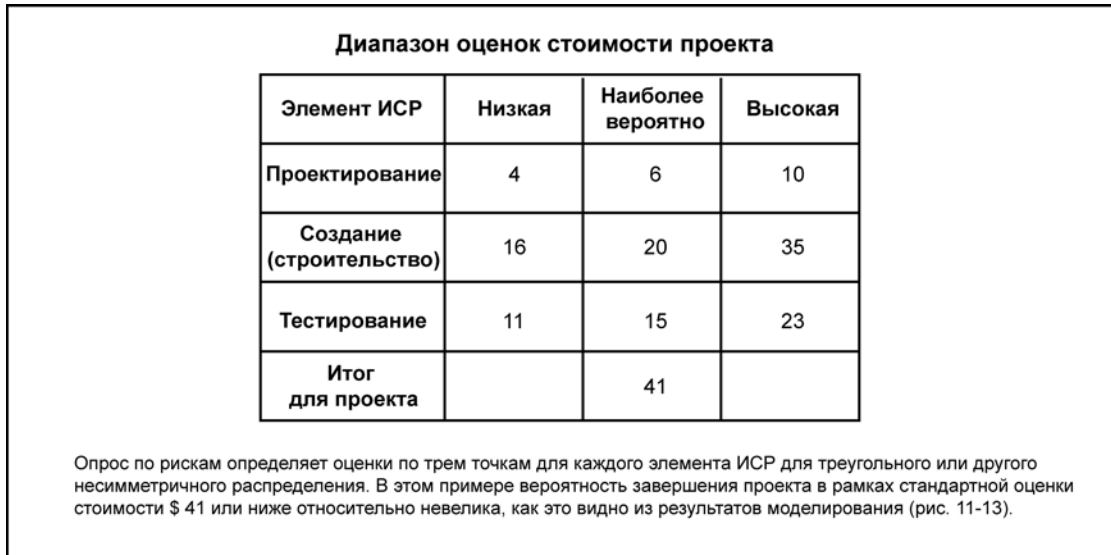 Диапазон оценок стоимости проекта
Элемент ИСР Низкая Наиболее вероятно Высокая
Проектирование 4 6 10
Создание (строительство) 16 20 35
Тестирование 11 15 23
Итог для проекта 41
Опрос по рискам определяет оценки по трем точкам для каждого элемента ИСР для треугольного или другого
несимметричного распределения. В этом примере вероятность завершения проекта в рамках стандартной оценки
стоимости $ 41 или ниже относительно невелика, как это видно из результатов моделирования (рис. 11-13).